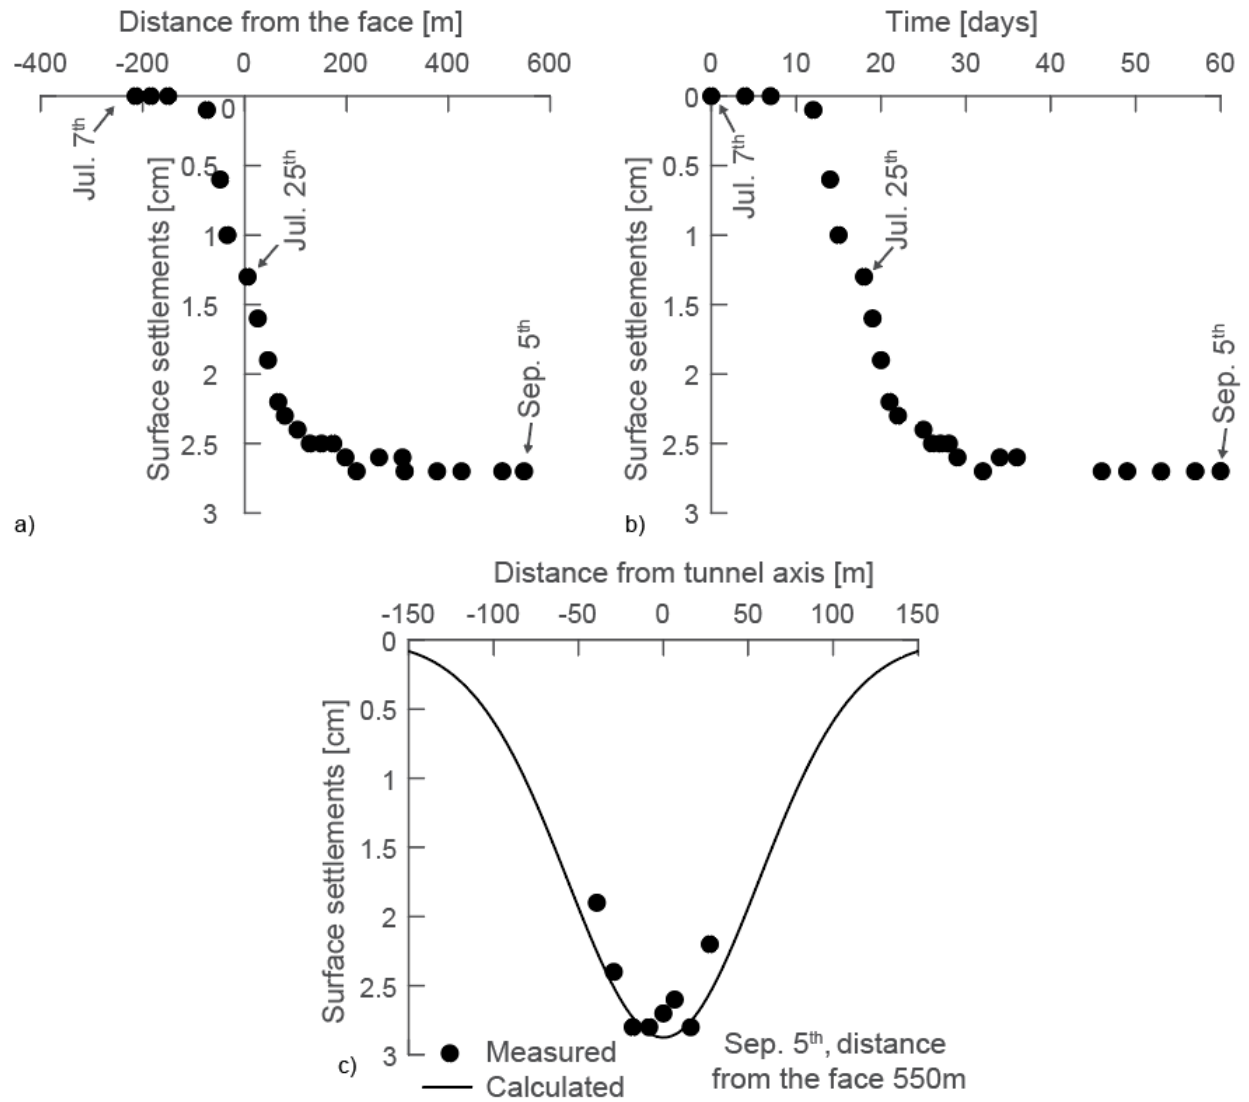 Distance from the face [m]
-400 -200 0 200 400 600
0
0.5
1
1.5
2
2.5
3
Surface settlements [cm]
Jul. 7th
Jul. 25th
Sep. 5th
a)
Time [days]
0 10 20 30 40 50 60
0
0.5
1
1.5
2
2.5
3
Surface settlements [cm]
Jul. 7th
Jul. 25th
Sep. 5th
b)
Distance from tunnel axis [m]
-150 -100 -50 0 50 100 150
0
0.5
1
1.5
2
2.5
3
Surface settlements [cm]
c)
Measured
Calculated
Sep. 5th, distance
from the face 550m